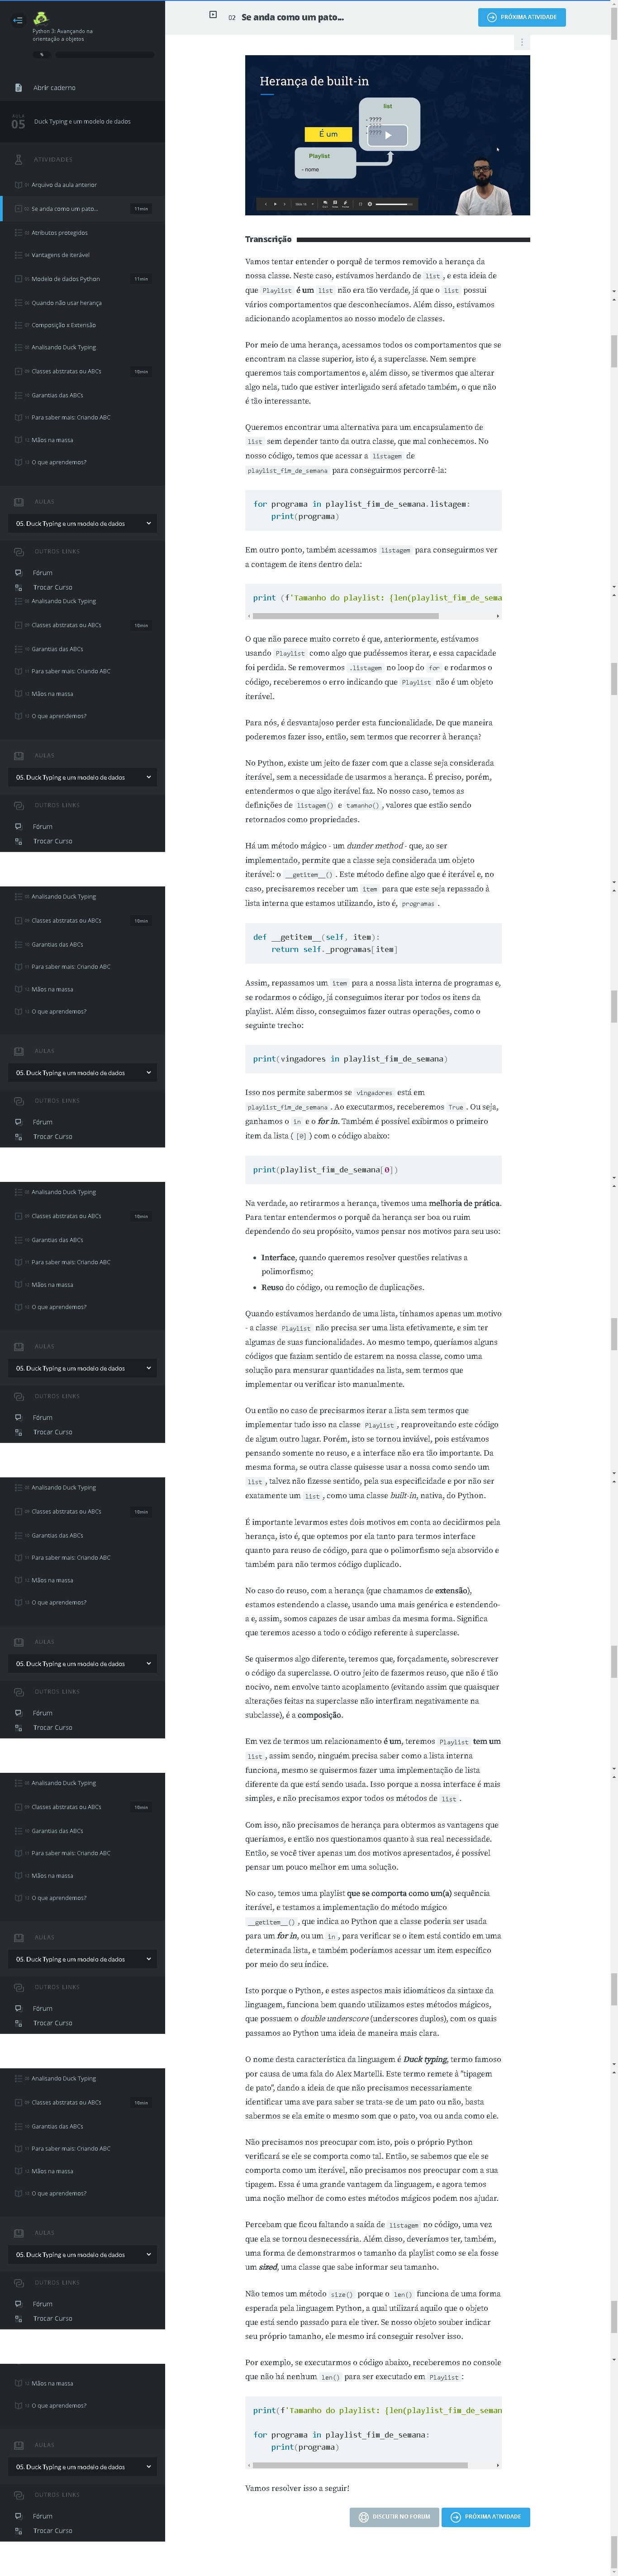 Python 3: Avançando na
orientação a objetos
Abrir caderno
AULA
05
Duck Typing e um modelo de dados
ATIVIDADES
01 Arquivo da aula anterior
02 Se anda como um pato... 11min
03 Atributos protegidos
04 Vantagens de iterável
05 Modelo de dados Python 11min
06 Quando não usar herança
07 Composição x Extensão
08 Analisando Duck Typing
09 Classes abstratas ou ABCs 10min
10 Garantias das ABCs
11 Para saber mais: Criando ABC
12 Mãos na massa
13 O que aprendemos?
AULAS
05. Duck Typing e um modelo de dados
OUTROS LINKS
Fórum
Trocar Curso
02 Se anda como um pato...
PRÓXIMA ATIVIDADE
Herança de built-in
list
- ????
- ????
- ????
É um
Playlist
- nome
Transcrição
Vamos tentar entender o porquê de termos removido a herança da
nossa classe. Neste caso, estávamos herdando de list, e esta ideia de
que Playlist é um list não era tão verdade, já que o list possui
vários comportamentos que desconhecíamos. Além disso, estávamos
adicionando acoplamentos ao nosso modelo de classes.
Por meio de uma herança, acessamos todos os comportamentos que se
encontram na classe superior, isto é, a superclasse. Nem sempre
queremos tais comportamentos e, além disso, se tivermos que alterar
algo nela, tudo que estiver interligado será afetado também, o que não
é tão interessante.
Queremos encontrar uma alternativa para um encapsulamento de
list sem depender tanto da outra classe, que mal conhecemos. No
nosso código, temos que acessar a listagem de
playlist_fim_de_semana para conseguirmos percorrê-la:
for programa in playlist_fim_de_semana.listagem:
    print(programa)
Em outro ponto, também acessamos listagem para conseguirmos ver
a contagem de itens dentro dela:
print (f'Tamanho do playlist: {len(playlist_fim_de_sema
O que não parece muito correto é que, anteriormente, estávamos
usando Playlist como algo que pudéssemos iterar, e essa capacidade
foi perdida. Se removermos .listagem no loop do for e rodarmos o
código, receberemos o erro indicando que Playlist não é um objeto
iterável.
Para nós, é desvantajoso perder esta funcionalidade. De que maneira
poderemos fazer isso, então, sem termos que recorrer à herança?
No Python, existe um jeito de fazer com que a classe seja considerada
iterável, sem a necessidade de usarmos a herança. É preciso, porém,
entendermos o que algo iterável faz. No nosso caso, temos as
definições de listagem() e tamanho(), valores que estão sendo
retornados como propriedades.
Há um método mágico - um dunder method - que, ao ser
implementado, permite que a classe seja considerada um objeto
iterável: o __getitem__(). Este método define algo que é iterável e, no
caso, precisaremos receber um item para que este seja repassado à
lista interna que estamos utilizando, isto é, programas.
def __getitem__(self, item):
    return self._programas[item]
Assim, repassamos um item para a nossa lista interna de programas e,
se rodarmos o código, já conseguimos iterar por todos os itens da
playlist. Além disso, conseguimos fazer outras operações, como o
seguinte trecho:
print(vingadores in playlist_fim_de_semana)
Isso nos permite sabermos se vingadores está em
playlist_fim_de_semana. Ao executarmos, receberemos True. Ou seja,
ganhamos o in e o for in. Também é possível exibirmos o primeiro
item da lista ([0]) com o código abaixo:
print(playlist_fim_de_semana[0])
Na verdade, ao retirarmos a herança, tivemos uma melhoria de prática.
Para tentar entendermos o porquê da herança ser boa ou ruim
dependendo do seu propósito, vamos pensar nos motivos para seu uso:
• Interface, quando queremos resolver questões relativas a
polimorfismo;
• Reuso do código, ou remoção de duplicações.
Quando estávamos herdando de uma lista, tínhamos apenas um motivo
- a classe Playlist não precisa ser uma lista efetivamente, e sim ter
algumas de suas funcionalidades. Ao mesmo tempo, queríamos alguns
códigos que faziam sentido de estarem na nossa classe, como uma
solução para mensurar quantidades na lista, sem termos que
implementar ou verificar isto manualmente.
Ou então no caso de precisarmos iterar a lista sem termos que
implementar tudo isso na classe Playlist, reaproveitando este código
de algum outro lugar. Porém, isto se tornou inviável, pois estávamos
pensando somente no reuso, e a interface não era tão importante. Da
mesma forma, se outra classe quisesse usar a nossa como sendo um
list, talvez não fizesse sentido, pela sua especificidade e por não ser
exatamente um list, como uma classe built-in, nativa, do Python.
É importante levarmos estes dois motivos em conta ao decidirmos pela
herança, isto é, que optemos por ela tanto para termos interface
quanto para reuso de código, para que o polimorfismo seja absorvido e
também para não termos código duplicado.
No caso do reuso, com a herança (que chamamos de extensão),
estamos estendendo a classe, usando uma mais genérica e estendendo-
a e, assim, somos capazes de usar ambas da mesma forma. Significa
que teremos acesso a todo o código referente à superclasse.
Se quisermos algo diferente, teremos que, forçadamente, sobrescrever
o código da superclasse. O outro jeito de fazermos reuso, que não é tão
nocivo, nem envolve tanto acoplamento (evitando assim que quaisquer
alterações feitas na superclasse não interfiram negativamente na
subclasse), é a composição.
Em vez de termos um relacionamento é um, teremos Playlist tem um
list, assim sendo, ninguém precisa saber como a lista interna
funciona, mesmo se quisermos fazer uma implementação de lista
diferente da que está sendo usada. Isso porque a nossa interface é mais
simples, e não precisamos expor todos os métodos de list.
Com isso, não precisamos de herança para obtermos as vantagens que
queríamos, e então nos questionamos quanto à sua real necessidade.
Então, se você tiver apenas um dos motivos apresentados, é possível
pensar um pouco melhor em uma solução.
No caso, temos uma playlist que se comporta como um(a) sequência
iterável, e testamos a implementação do método mágico
__getitem__(), que indica ao Python que a classe poderia ser usada
para um for in, ou um in, para verificar se o item está contido em uma
determinada lista, e também poderíamos acessar um item específico
por meio do seu índice.
Isto porque o Python, e estes aspectos mais idiomáticos da sintaxe da
linguagem, funciona bem quando utilizamos estes métodos mágicos,
que possuem o double underscore (underscores duplos), com os quais
passamos ao Python uma ideia de maneira mais clara.
O nome desta característica da linguagem é Duck typing, termo famoso
por causa de uma fala do Alex Martelli. Este termo remete à "tipagem
de pato", dando a ideia de que não precisamos necessariamente
identificar uma ave para saber se trata-se de um pato ou não, basta
sabermos se ela emite o mesmo som que o pato, voa ou anda como ele.
Não precisamos nos preocupar com isto, pois o próprio Python
verificará se ele se comporta como tal. Então, se sabemos que ele se
comporta como um iterável, não precisamos nos preocupar com a sua
tipagem. Essa é uma grande vantagem da linguagem, e agora temos
uma noção melhor de como estes métodos mágicos podem nos ajudar.
Percebam que ficou faltando a saída de listagem no código, uma vez
que ela se tornou desnecessária. Além disso, deveríamos ter, também,
uma forma de demonstrarmos o tamanho da playlist como se ela fosse
um sized, uma classe que sabe informar seu tamanho.
Não temos um método size() porque o len() funciona de uma forma
esperada pela linguagem Python, a qual utilizará aquilo que o objeto
que está sendo passado para ele tiver. Se nosso objeto souber indicar
seu próprio tamanho, ele mesmo irá conseguir resolver isso.
Por exemplo, se executarmos o código abaixo, receberemos no console
que não há nenhum len() para ser executado em Playlist:
print(f'Tamanho do playlist: {len(playlist_fim_de_seman
for programa in playlist_fim_de_semana:
    print(programa)
Vamos resolver isso a seguir!
DISCUTIR NO FORUM
PRÓXIMA ATIVIDADE